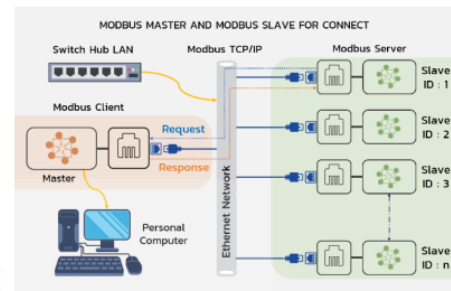 MODBUS MASTER AND MODBUS SLAVE FOR CONNECT
Switch Hub LAN
Modbus TCP/IP
Modbus Server
Slave
ID : 1
Modbus Client
Request
Slave
ID : 2
Response
Master
Slave
ID : 3
Personal
Computer
Ethernet Network
Slave
ID : n